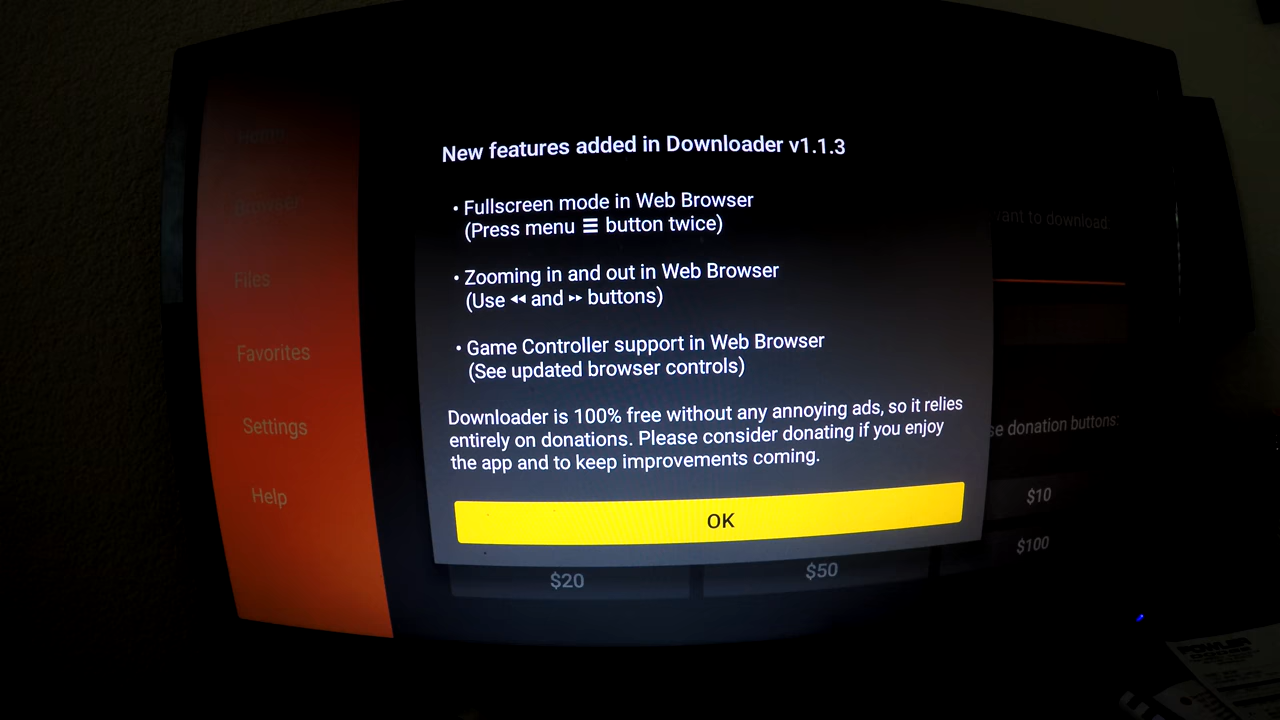 New features added in Downloader v1.1.3
• Fullscreen mode in Web Browser
(Press menu ☰ button twice)
• Zooming in and out in Web Browser
(Use ◂◂ and ▸▸ buttons)
• Game Controller support in Web Browser
(See updated browser controls)
Downloader is 100% free without any annoying ads, so it relies
entirely on donations. Please consider donating if you enjoy
the app and to keep improvements coming.
OK
Home
Browser
Files
Favorites
Settings
Help
want to download
se donation buttons:
$10
$20
$50
$100